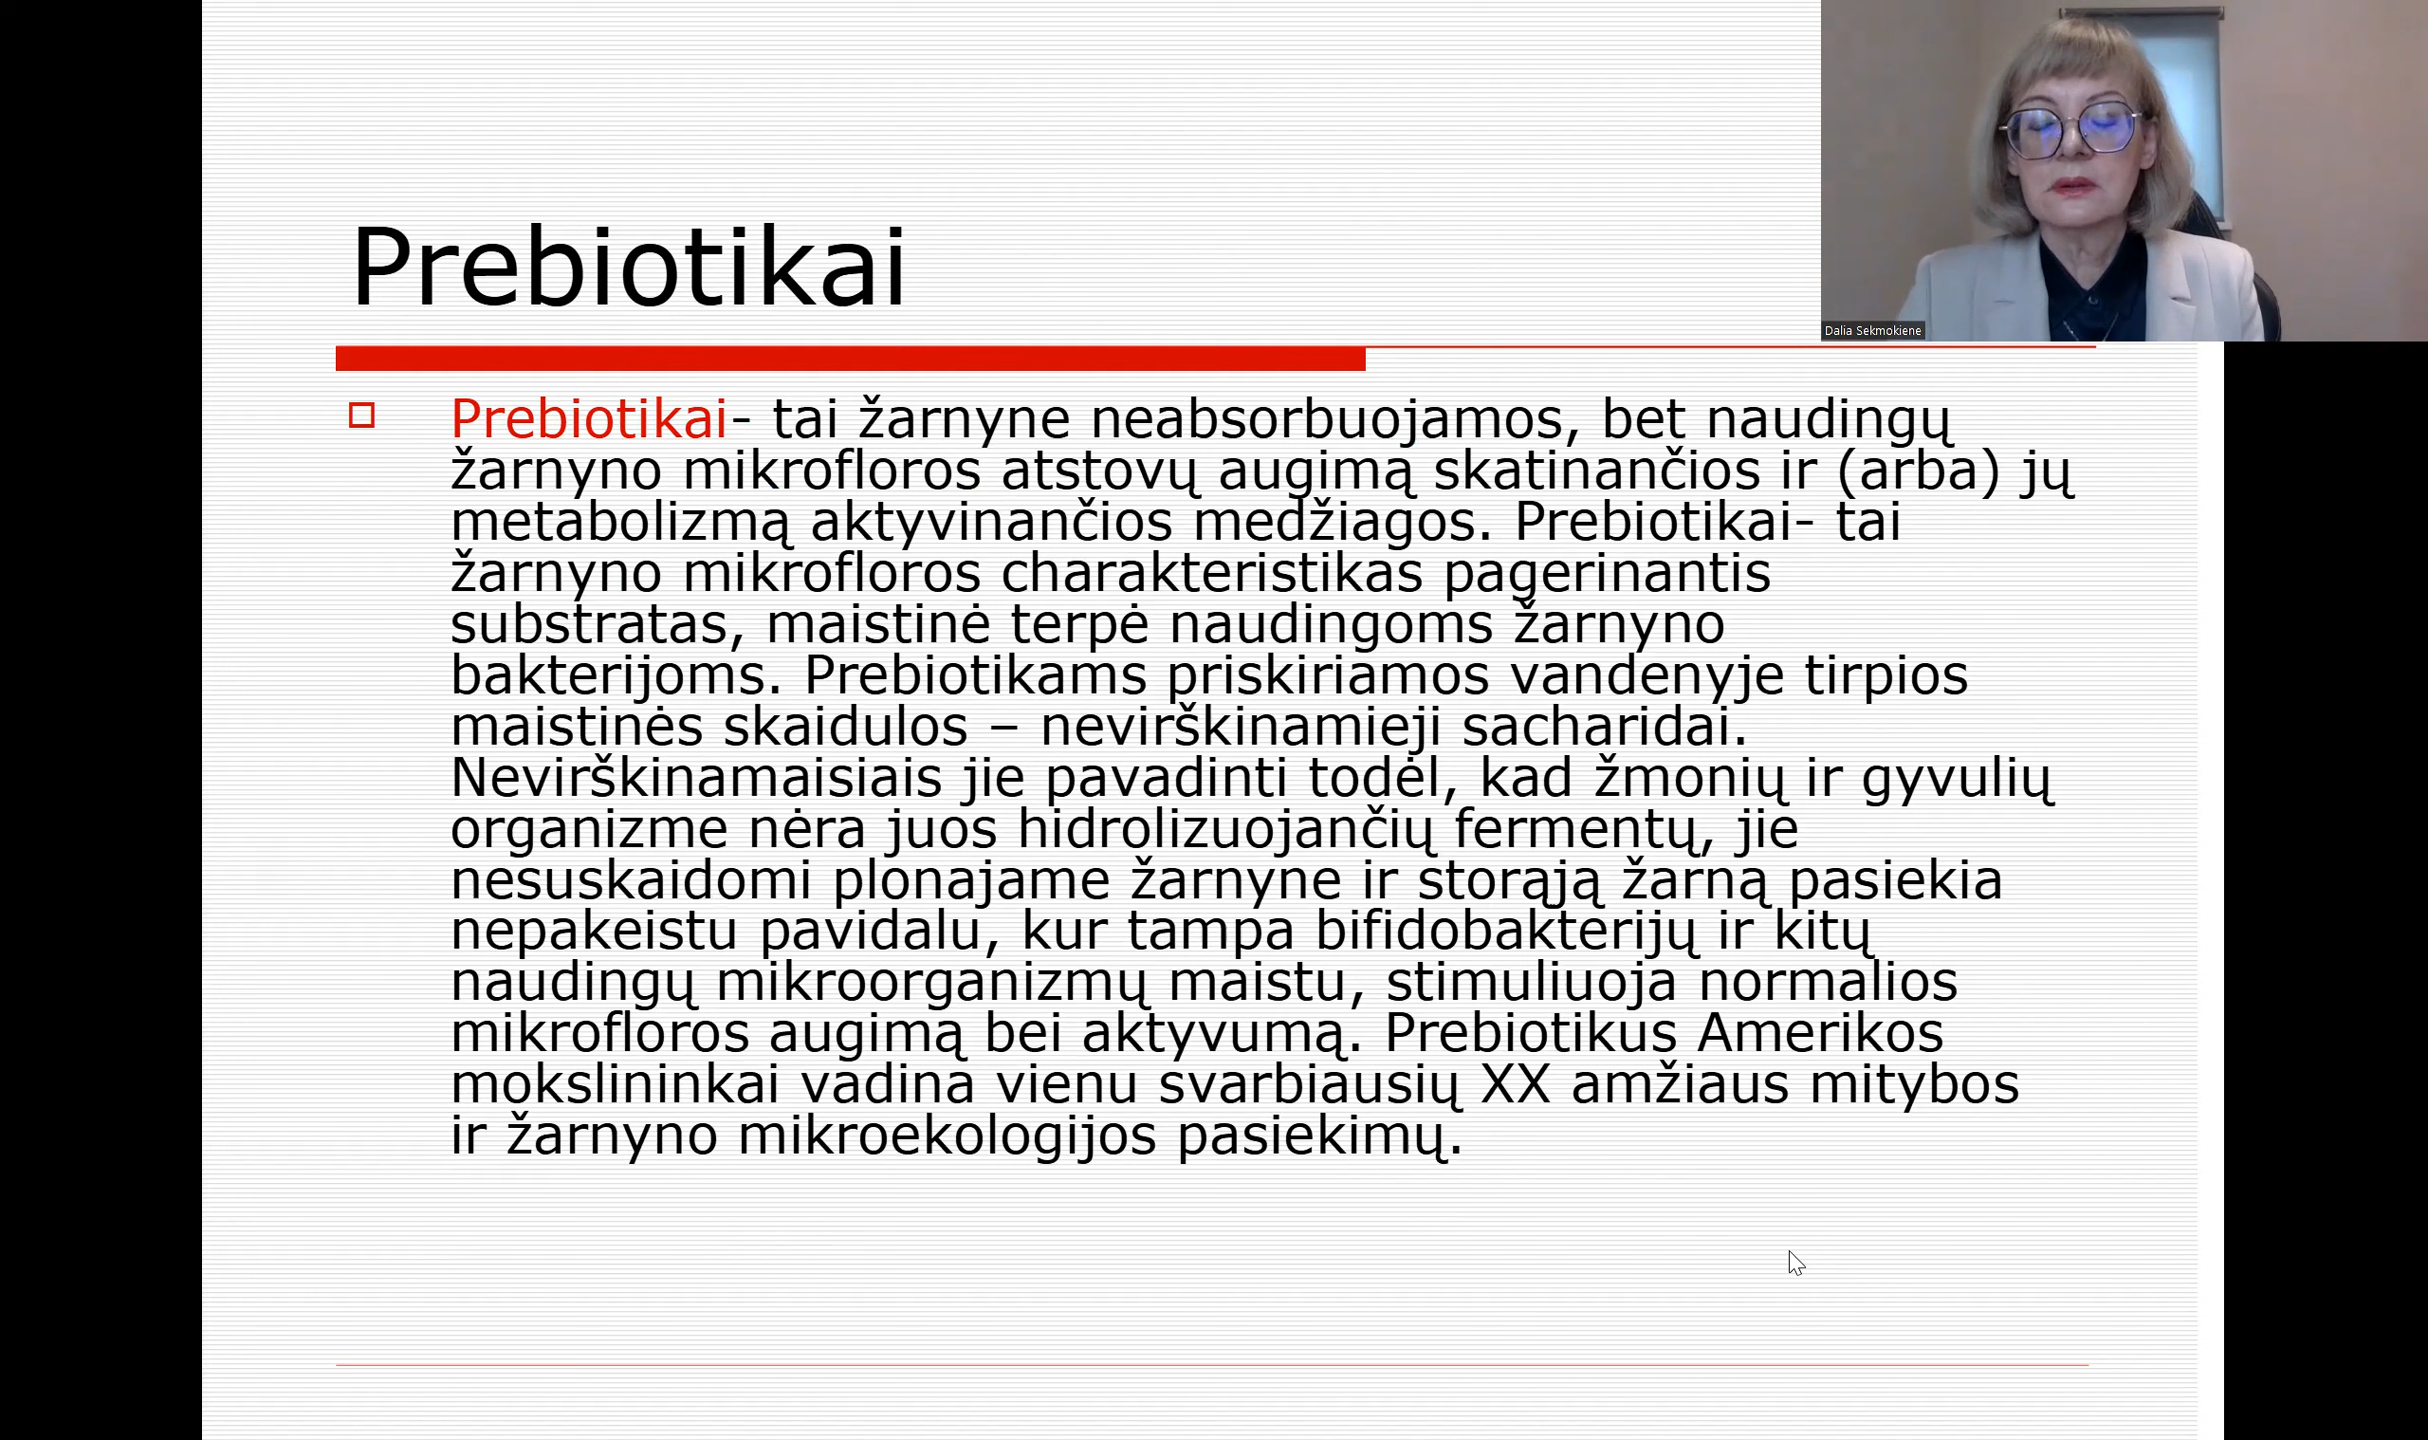 Dalia Sekmokiene
Prebiotikai
Prebiotikai- tai žarnyne neabsorbuojamos, bet naudingų
žarnyno mikrofloros atstovų augimą skatinančios ir (arba) jų
metabolizmą aktyvinančios medžiagos. Prebiotikai- tai
žarnyno mikrofloros charakteristikas pagerinantis
substratas, maistinė terpė naudingoms žarnyno
bakterijoms. Prebiotikams priskiriamos vandenyje tirpios
maistinės skaidulos – nevirškinamieji sacharidai.
Nevirškinamaisiais jie pavadinti todėl, kad žmonių ir gyvulių
organizme nėra juos hidrolizuojančių fermentų, jie
nesuskaidomi plonajame žarnyne ir storąją žarną pasiekia
nepakeistu pavidalu, kur tampa bifidobakterijų ir kitų
naudingų mikroorganizmų maistu, stimuliuoja normalios
mikrofloros augimą bei aktyvumą. Prebiotikus Amerikos
mokslininkai vadina vienu svarbiausių XX amžiaus mitybos
ir žarnyno mikroekologijos pasiekimų.